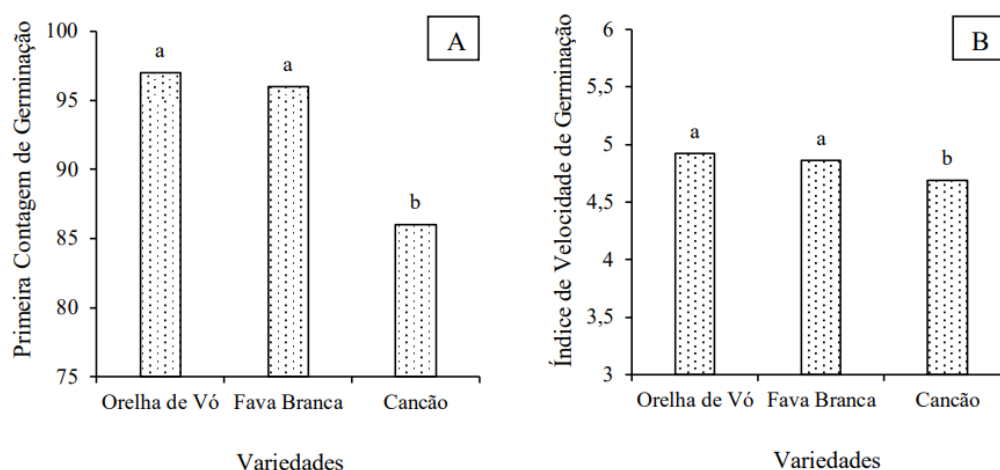 A
Primeira Contagem de Germinação
100
95
90
85
80
75
a
a
b
Orelha de Vó Fava Branca Cancão
Variedades
B
Índice de Velocidade de Germinação
6
5,5
5
4,5
4
3,5
3
a
a
b
Orelha de Vó Fava Branca Cancão
Variedades